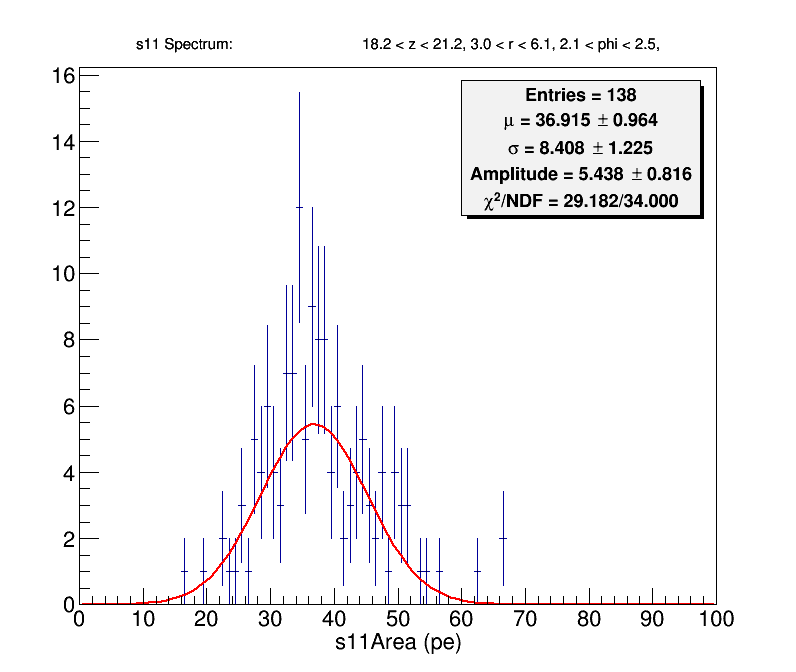 s11 Spectrum: 18.2 < z < 21.2, 3.0 < r < 6.1, 2.1 < phi < 2.5,
Entries = 138
μ = 36.915 ± 0.964
σ = 8.408 ± 1.225
Amplitude = 5.438 ± 0.816
χ²/NDF = 29.182/34.000
16
14
12
10
8
6
4
2
0
0 10 20 30 40 50 60 70 80 90 100
s11Area (pe)